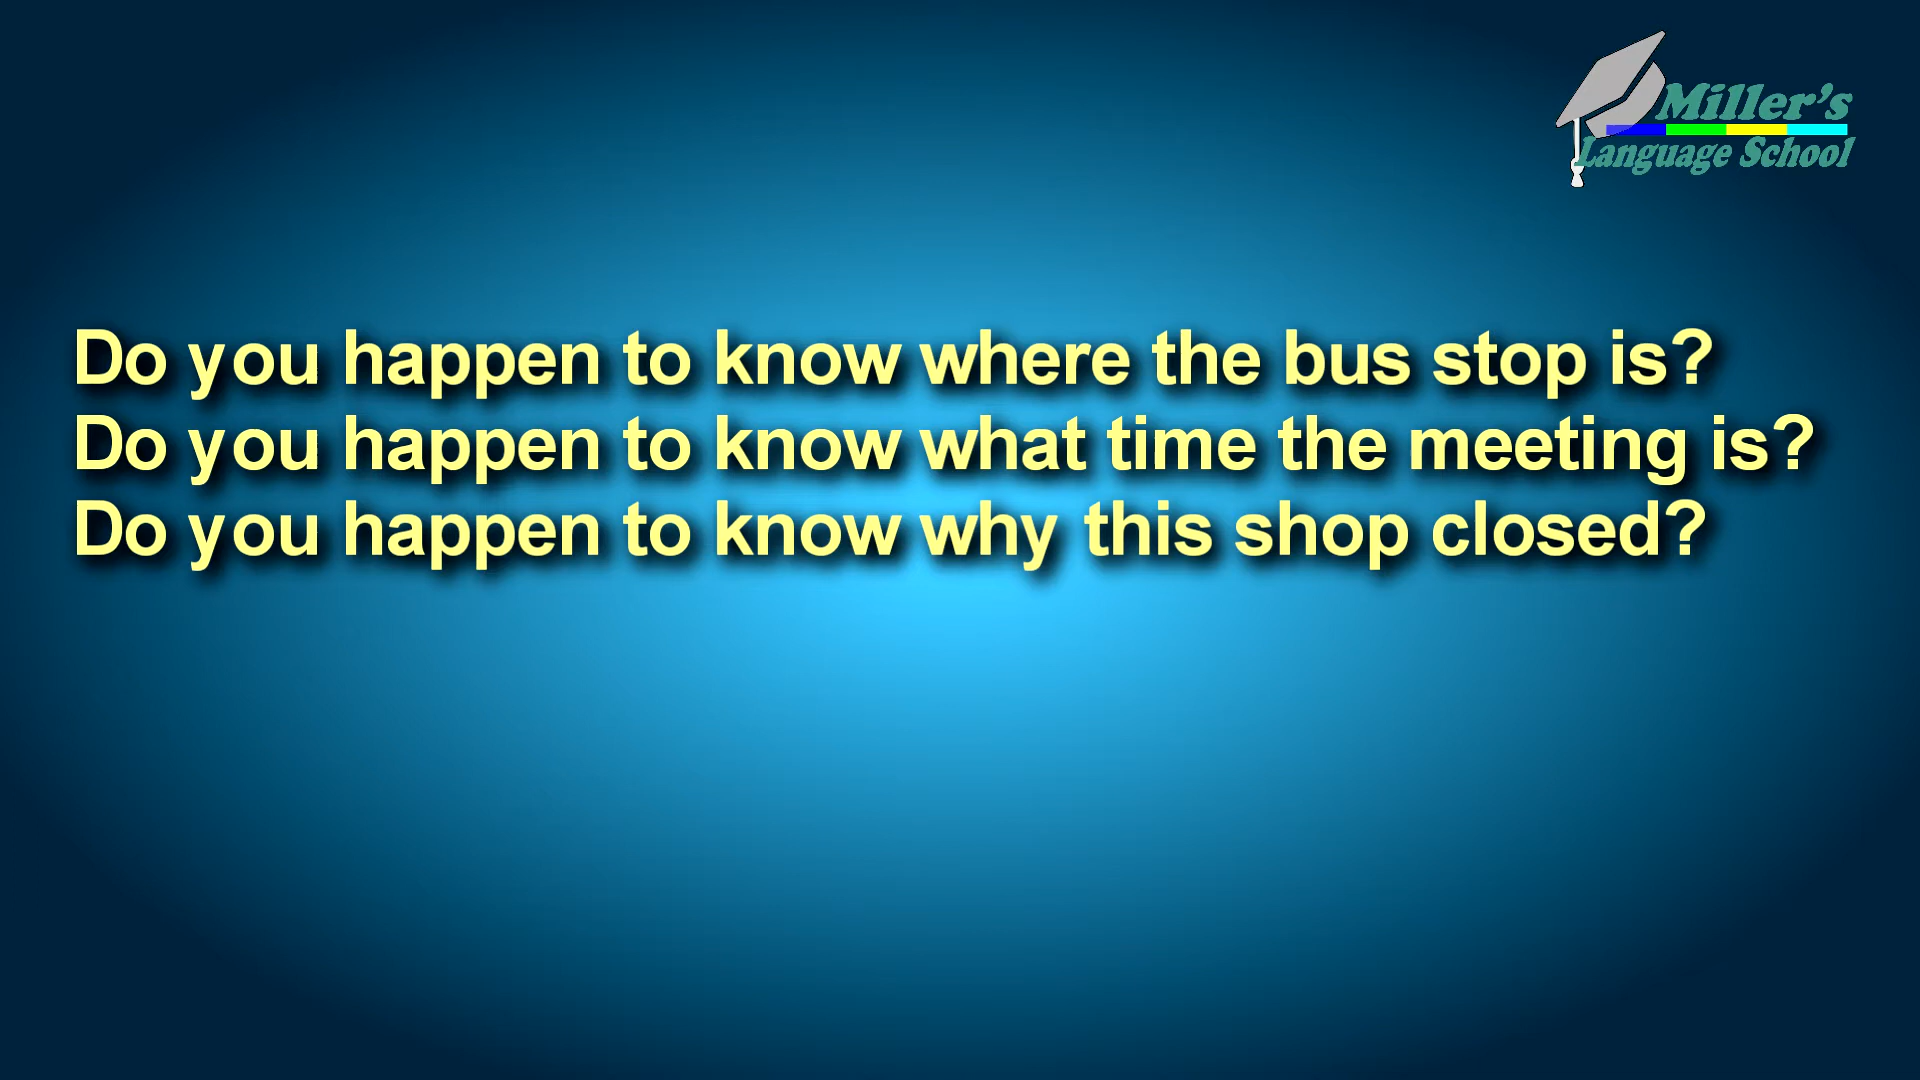 Miller's
Language School
Do you happen to know where the bus stop is?
Do you happen to know what time the meeting is?
Do you happen to know why this shop closed?